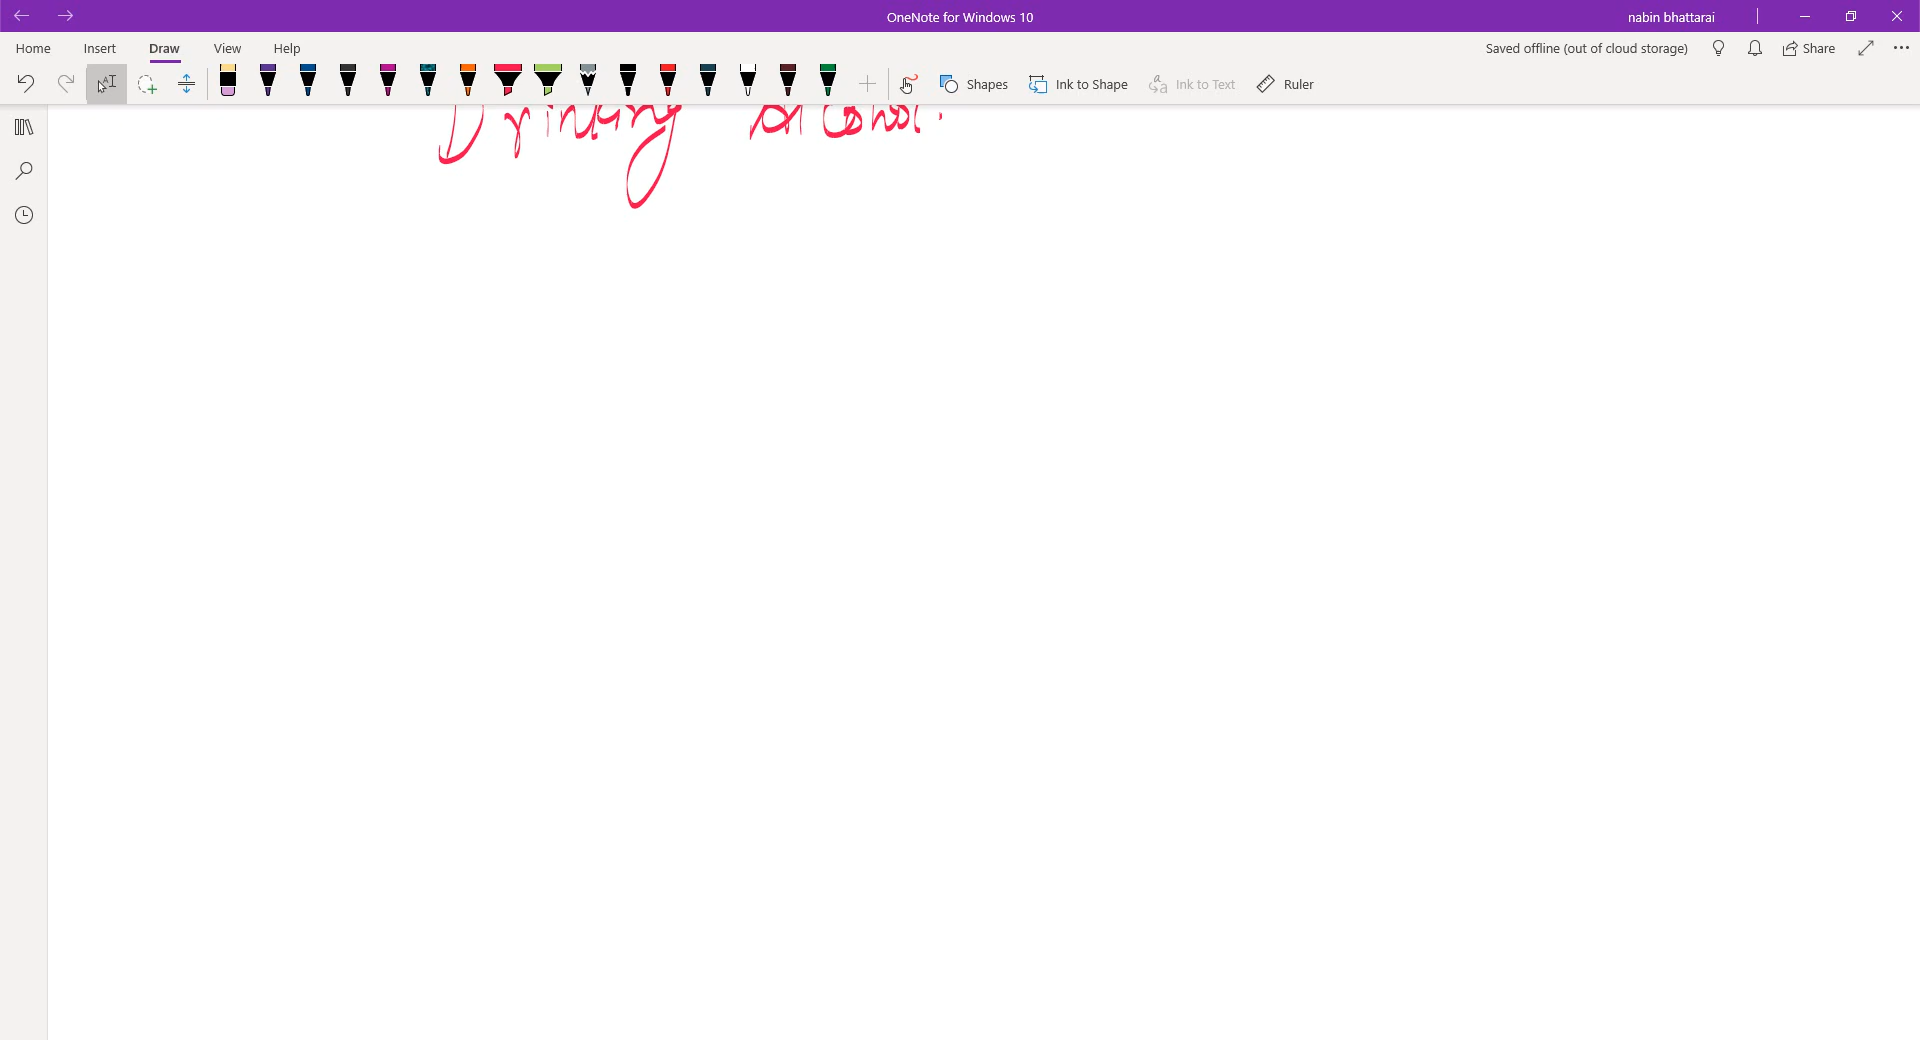 OneNote for Windows 10
nabin bhattarai
Home Insert Draw View Help
Saved offline (out of cloud storage)
Share
Shapes
Ink to Shape
Ink to Text
Ruler
Drinking Alcohol.